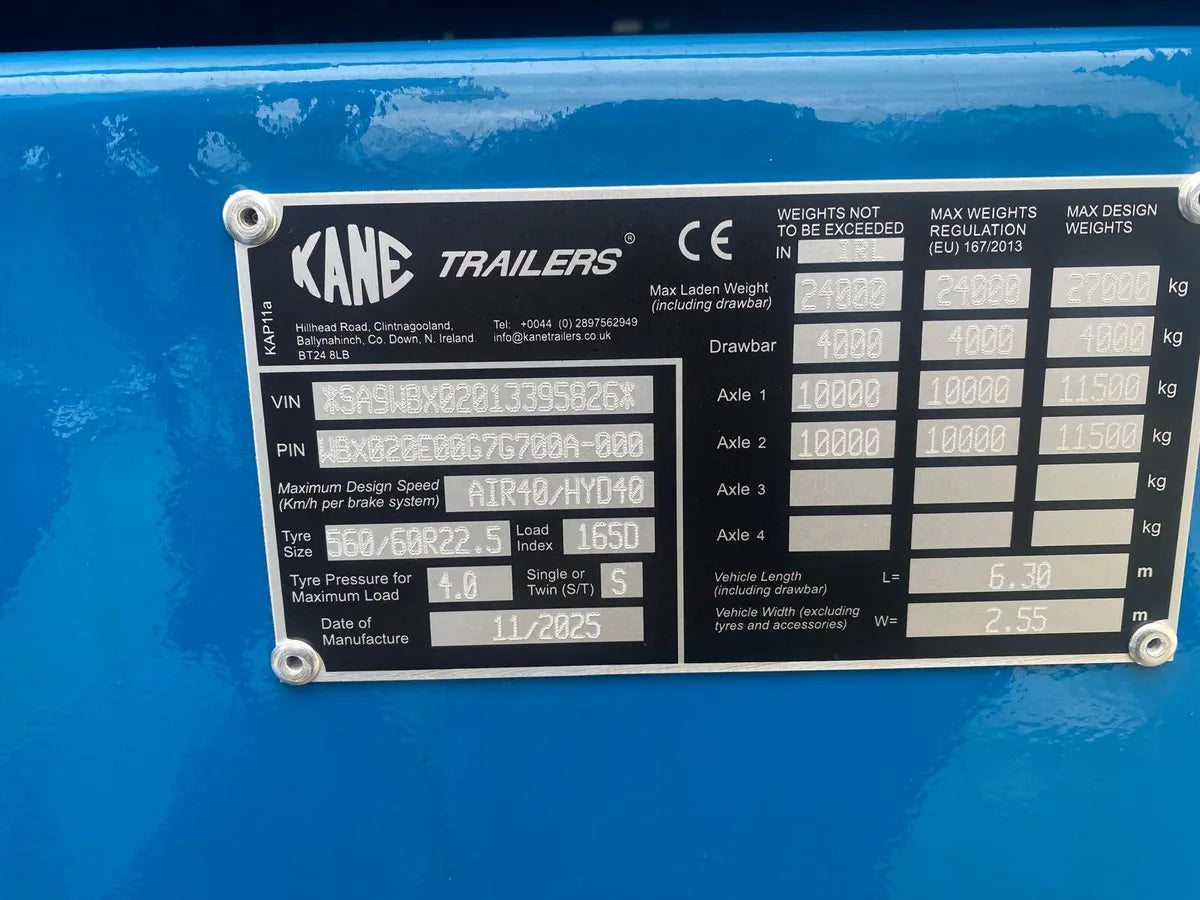 KANE TRAILERS®
CE
KAP11a
Hillhead Road, Clintnagooland,
Ballynahinch, Co. Down, N. Ireland
BT24 8LB
Tel: +0044 (0) 2897562949
info@kanetrailers.co.uk
VIN *SA9WBX02013395826*
PIN WBX020E00G7G700A-000
Maximum Design Speed
(Km/h per brake system)
AIR40/HYD40
Tyre
Size
560/60R22.5
Load
Index
165D
Tyre Pressure for
Maximum Load
4.0
Single or
Twin (S/T)
S
Date of
Manufacture
11/2025
WEIGHTS NOT
TO BE EXCEEDED
IN IRL
MAX WEIGHTS
REGULATION
(EU) 167/2013
MAX DESIGN
WEIGHTS
Max Laden Weight
(including drawbar)
24000 24000 27000 kg
Drawbar 4000 4000 4000 kg
Axle 1 10000 10000 11500 kg
Axle 2 10000 10000 11500 kg
Axle 3 kg
Axle 4 kg
Vehicle Length
(including drawbar)
L= 6.30 m
Vehicle Width (excluding
tyres and accessories)
W= 2.55 m